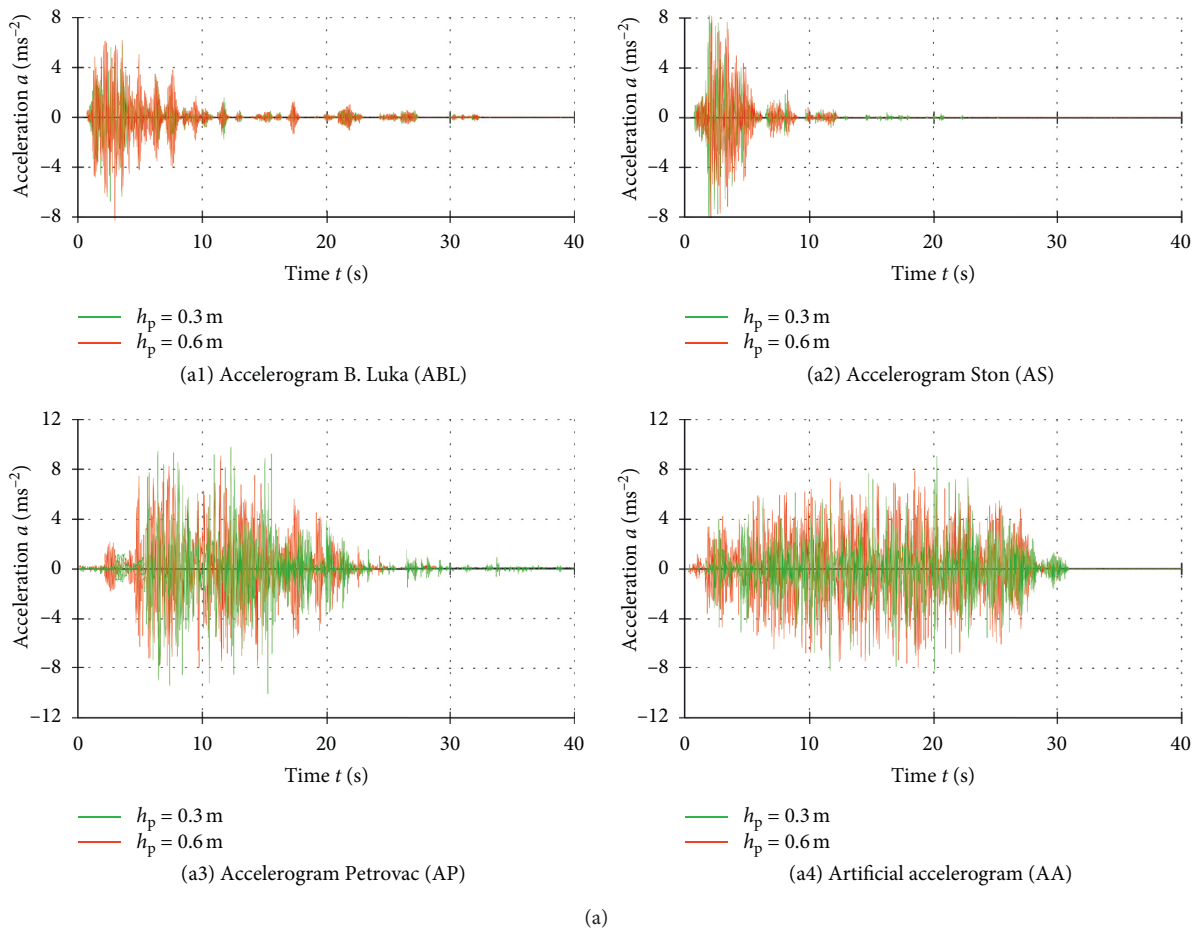 8
4
0
−4
−8
Acceleration a (ms−2)
0 10 20 30 40
Time t (s)
hp = 0.3 m
hp = 0.6 m
(a1) Accelerogram B. Luka (ABL)
8
4
0
−4
−8
Acceleration a (ms−2)
0 10 20 30 40
Time t (s)
hp = 0.3 m
hp = 0.6 m
(a2) Accelerogram Ston (AS)
12
8
4
0
−4
−8
−12
Acceleration a (ms−2)
0 10 20 30 40
Time t (s)
hp = 0.3 m
hp = 0.6 m
(a3) Accelerogram Petrovac (AP)
12
8
4
0
−4
−8
−12
Acceleration a (ms−2)
0 10 20 30 40
Time t (s)
hp = 0.3 m
hp = 0.6 m
(a4) Artificial accelerogram (AA)
(a)